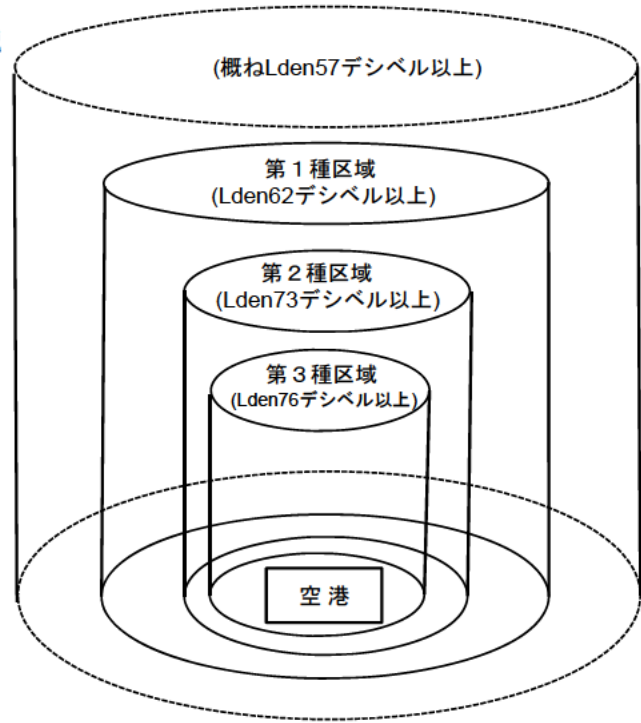 (概ねLden57デシベル以上)
第１種区域
(Lden62デシベル以上)
第２種区域
(Lden73デシベル以上)
第３種区域
(Lden76デシベル以上)
空 港